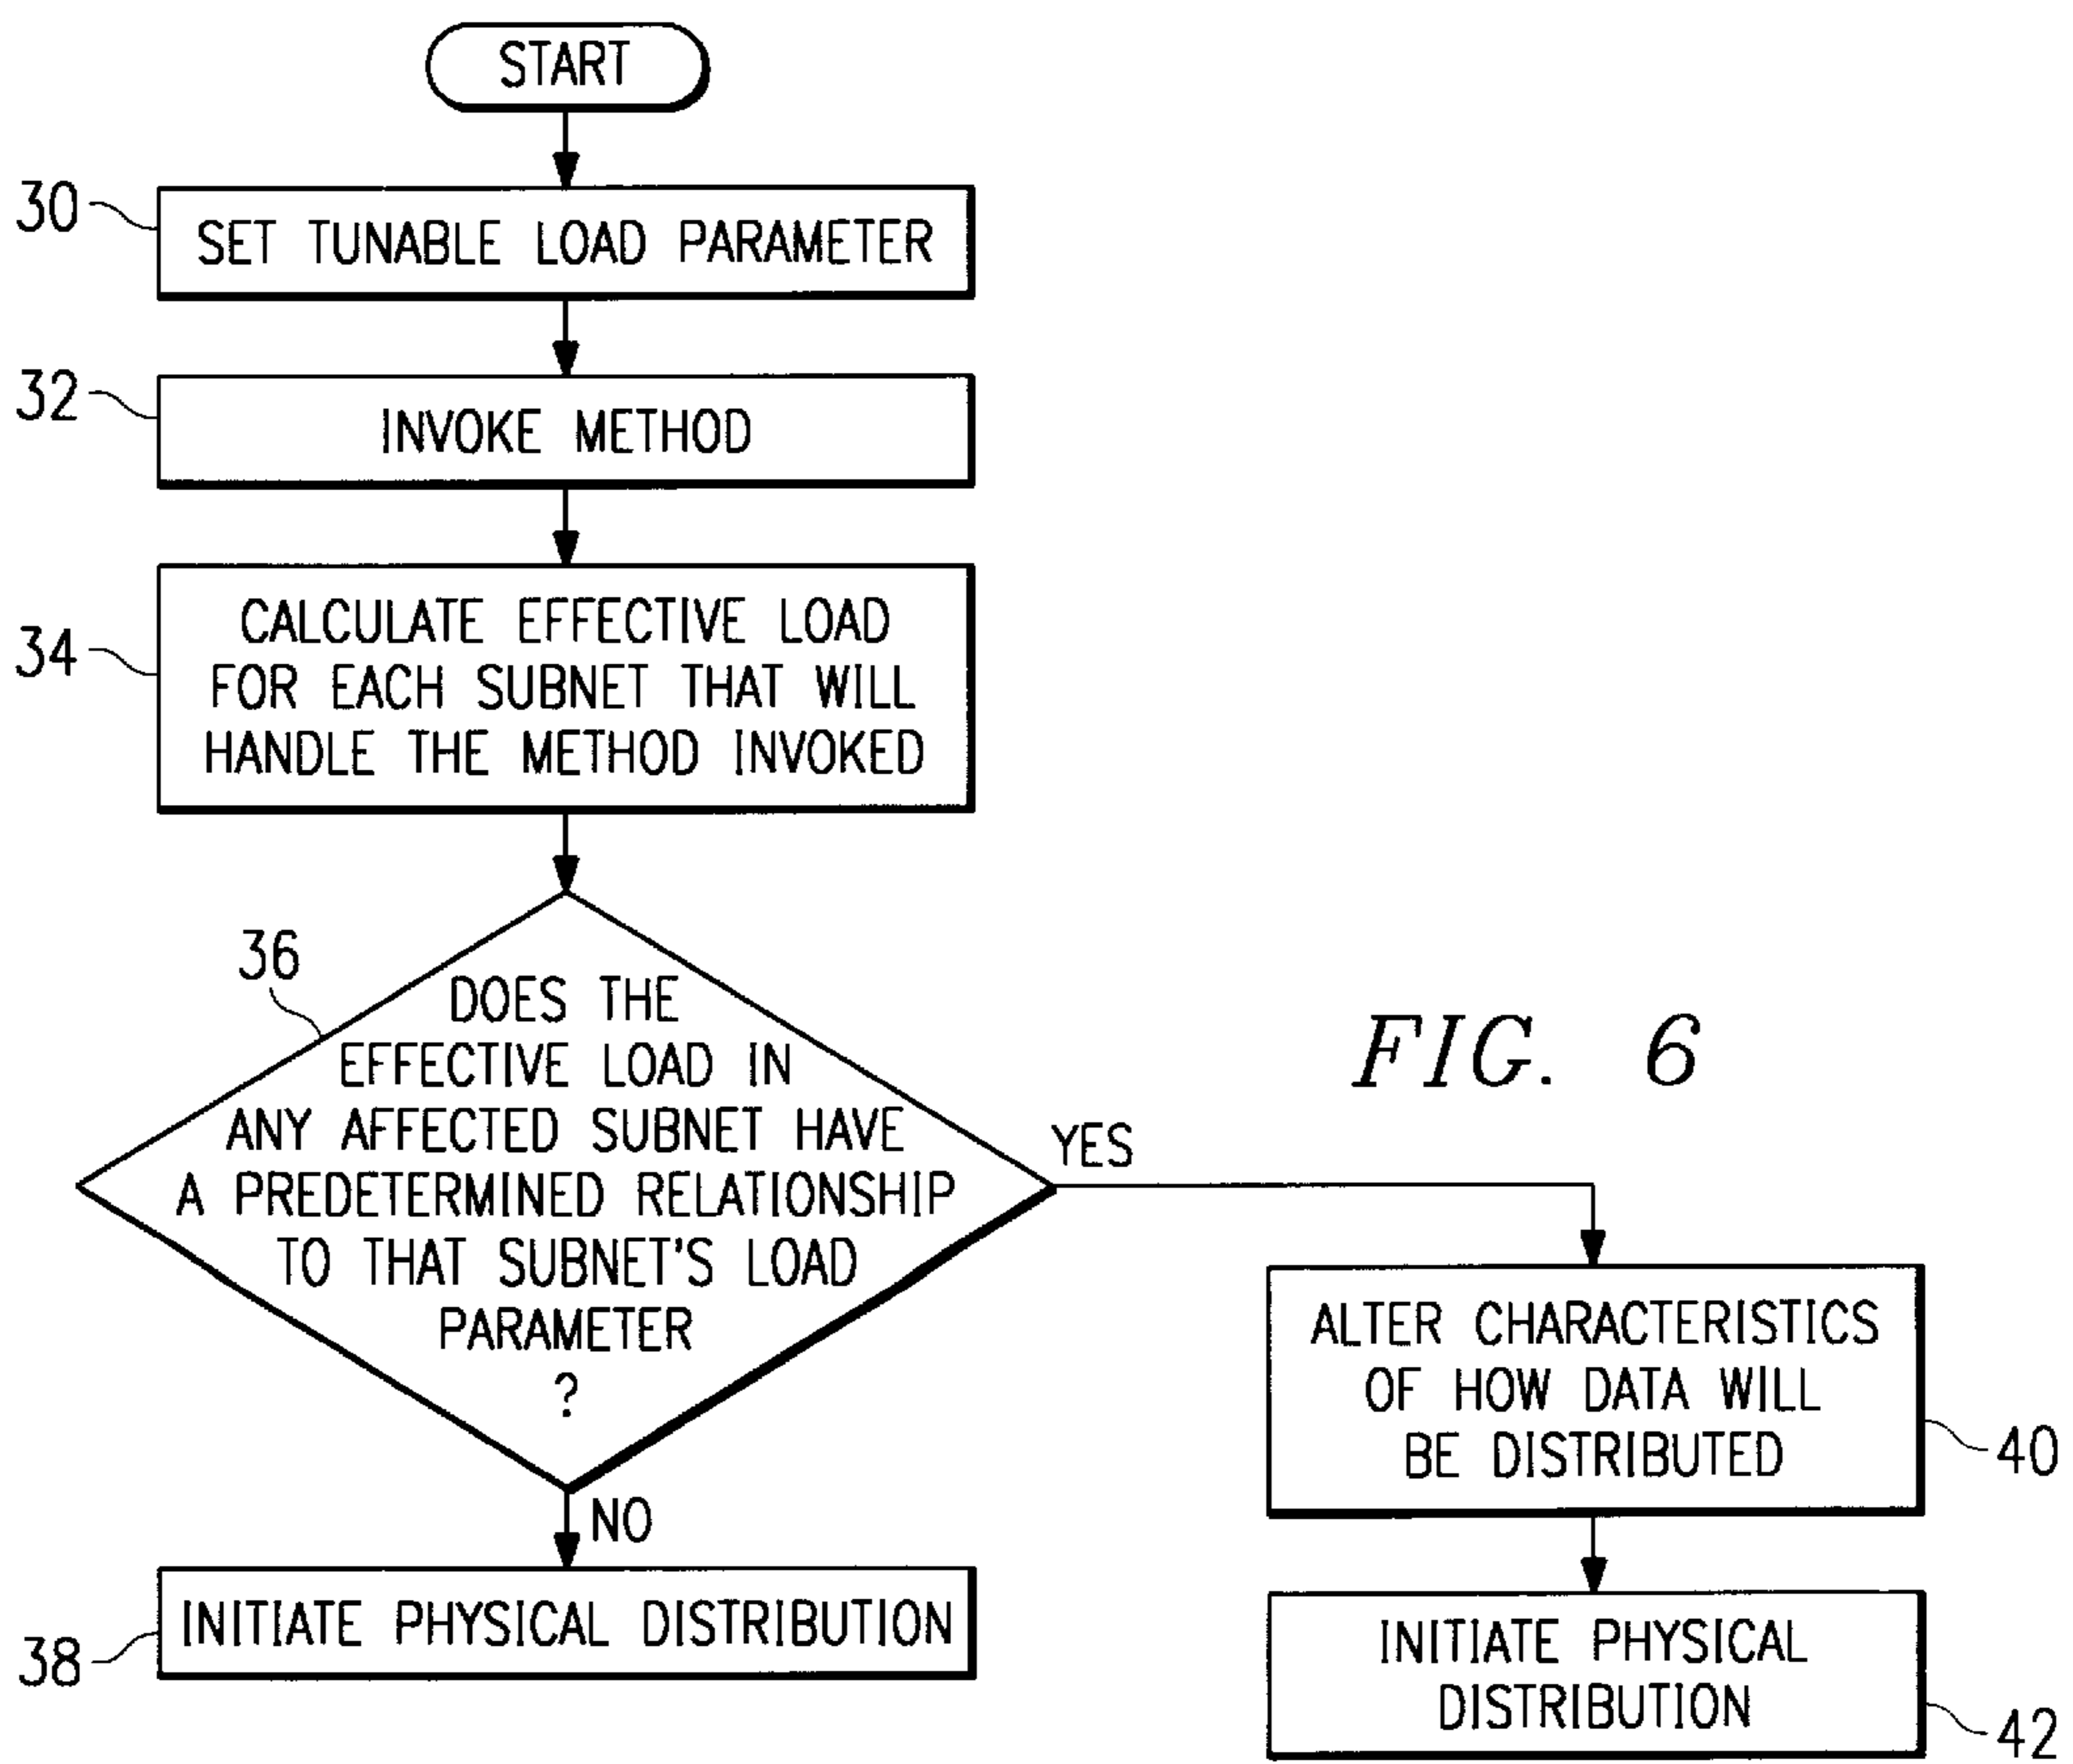 START
30
SET TUNABLE LOAD PARAMETER
32
INVOKE METHOD
34
CALCULATE EFFECTIVE LOAD
FOR EACH SUBNET THAT WILL
HANDLE THE METHOD INVOKED
36
DOES THE
EFFECTIVE LOAD IN
ANY AFFECTED SUBNET HAVE
A PREDETERMINED RELATIONSHIP
TO THAT SUBNET'S LOAD
PARAMETER
?
YES
NO
38
INITIATE PHYSICAL DISTRIBUTION
FIG. 6
ALTER CHARACTERISTICS
OF HOW DATA WILL
BE DISTRIBUTED
40
INITIATE PHYSICAL
DISTRIBUTION
42